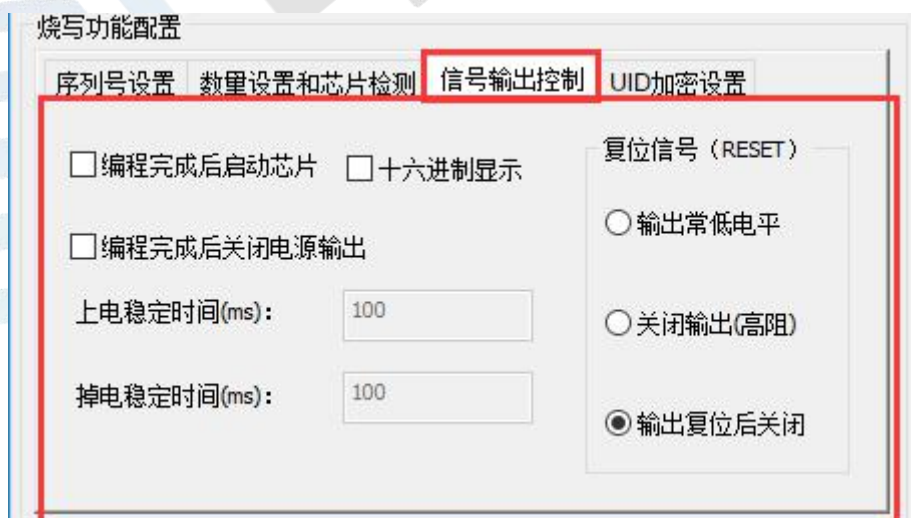 烧写功能配置
序列号设置 数量设置和芯片检测 信号输出控制 UID加密设置
编程完成后启动芯片 十六进制显示
编程完成后关闭电源输出
上电稳定时间(ms): 100
掉电稳定时间(ms): 100
复位信号（RESET）
输出常低电平
关闭输出(高阻)
输出复位后关闭